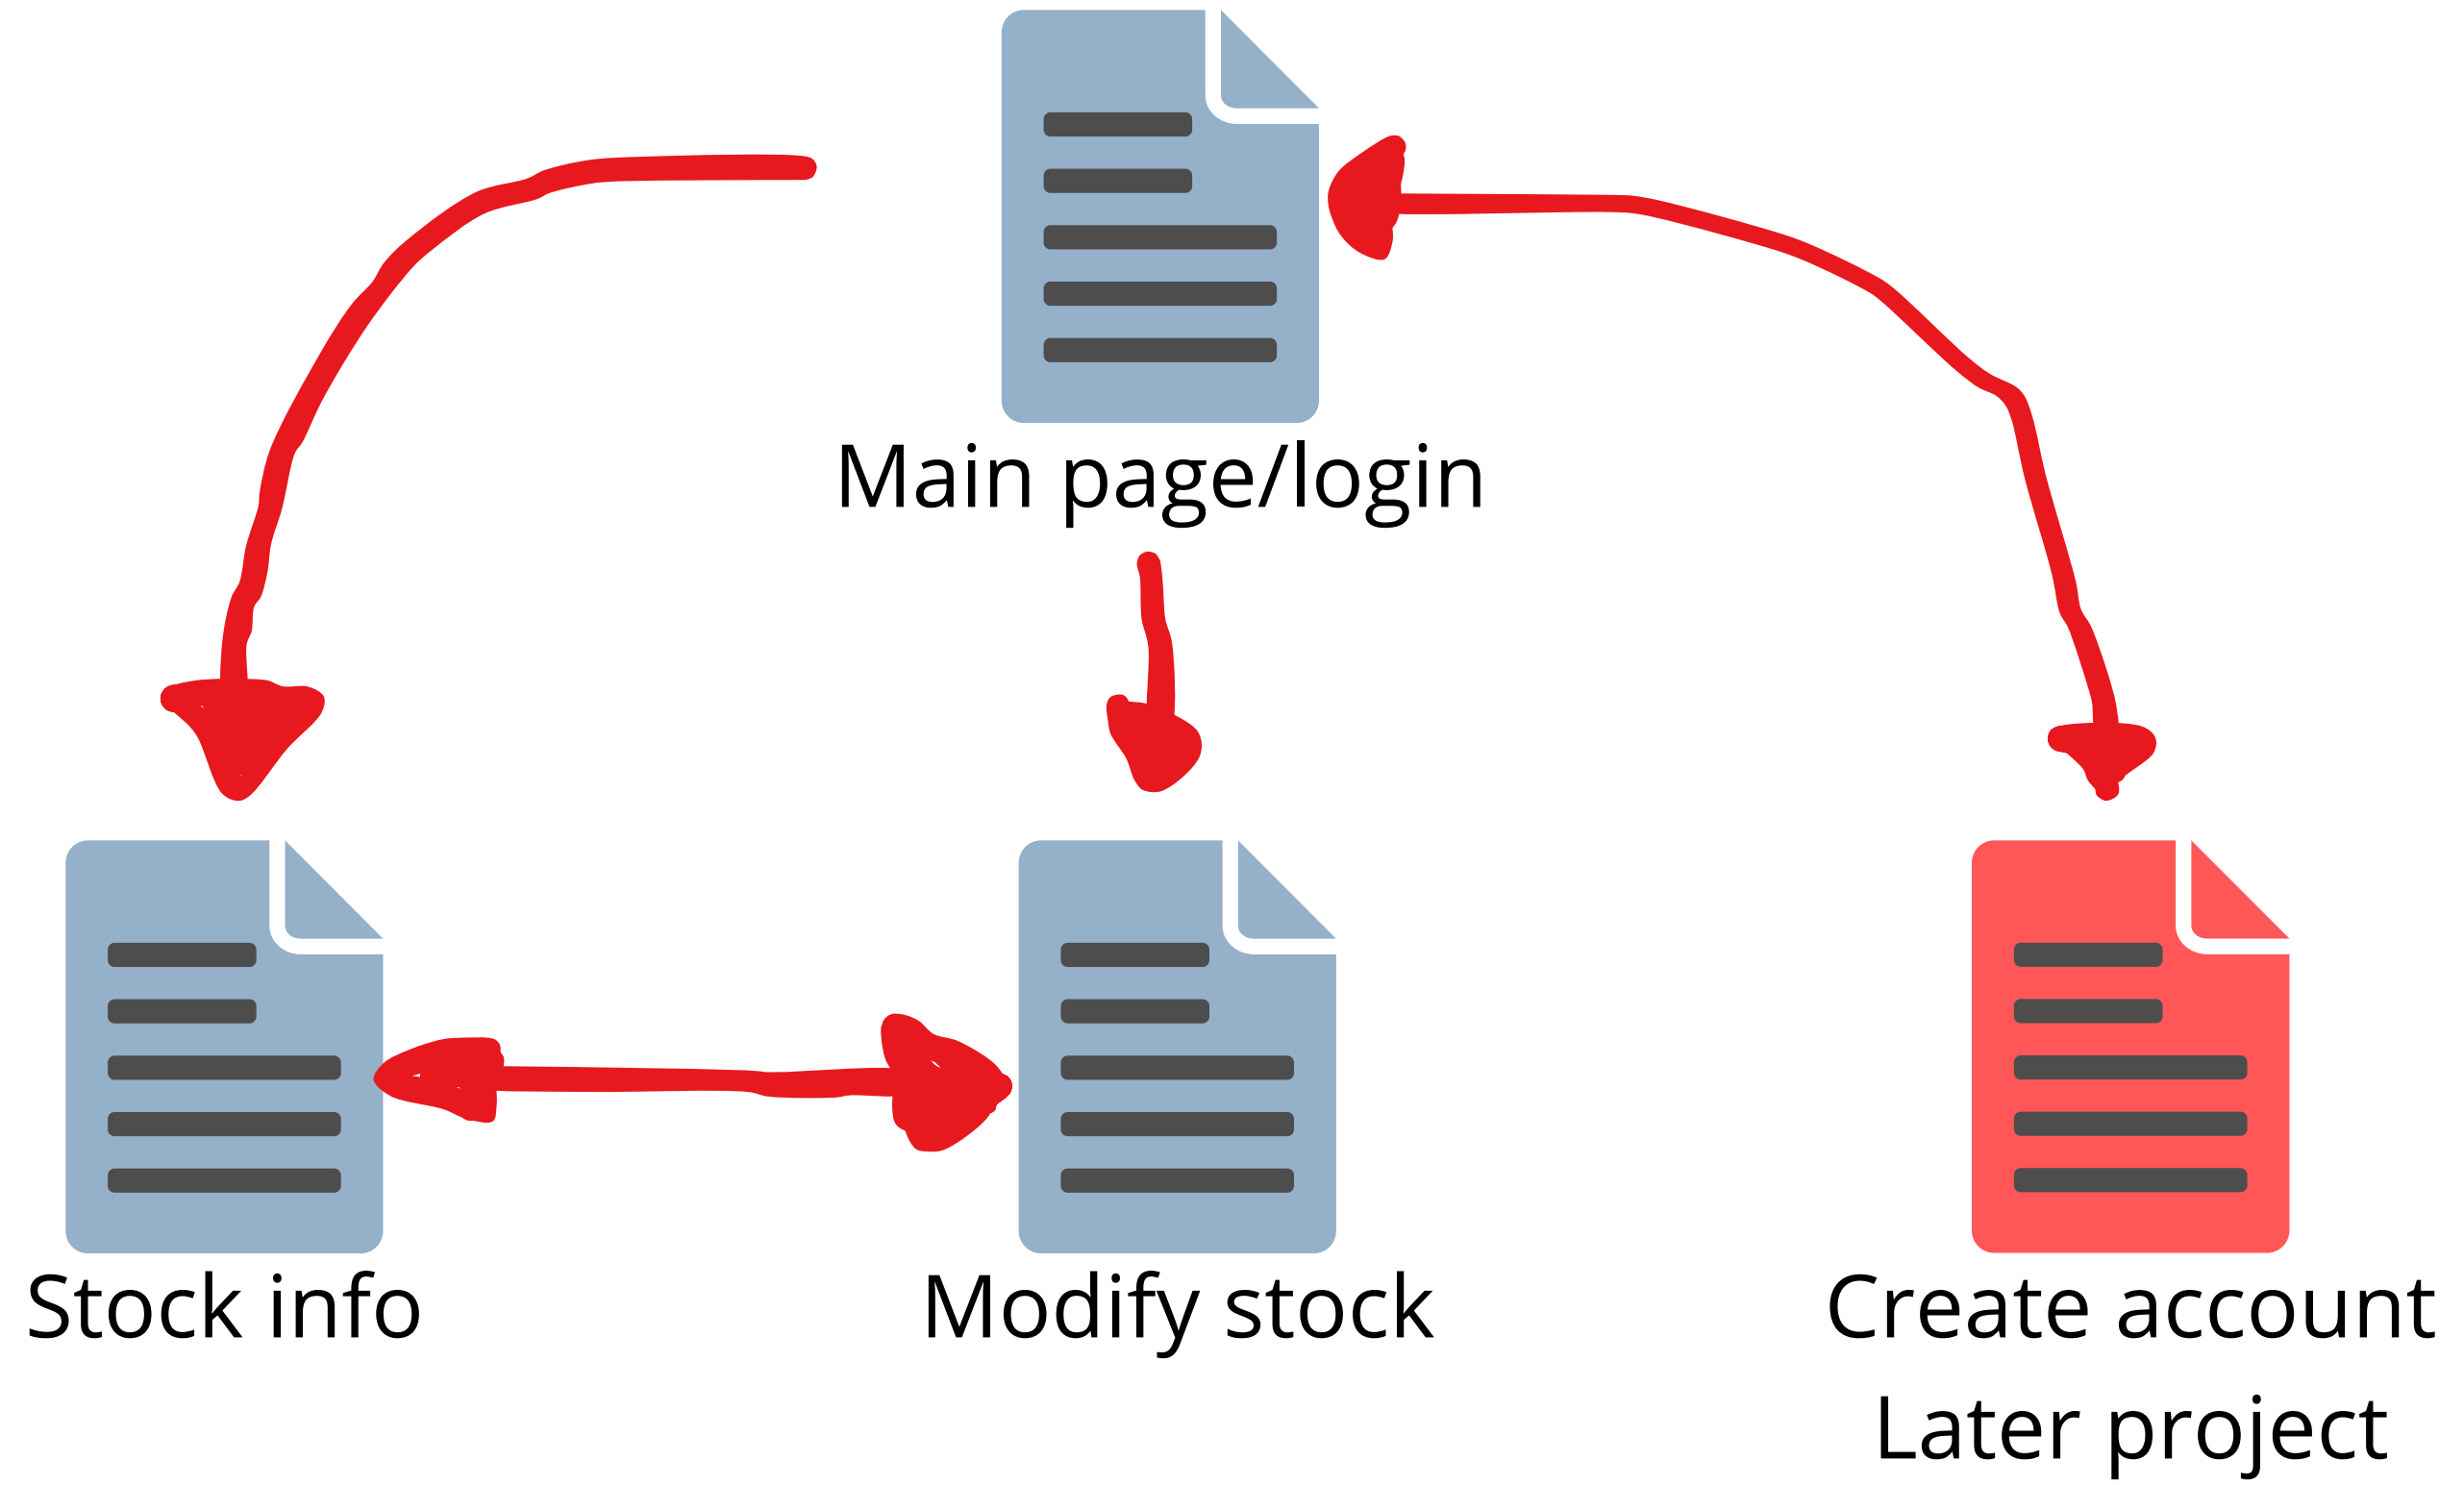 Main page/login
Stock info
Modify stock
Create account
Later project